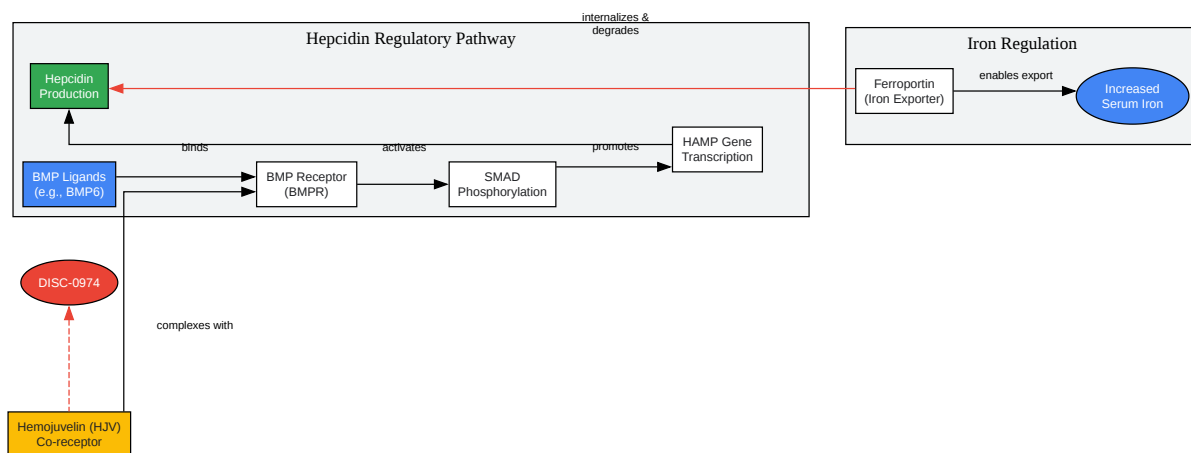 internalizes &
degrades
Hepcidin Regulatory Pathway
Iron Regulation
Hepcidin
Production
Ferroportin
(Iron Exporter)
enables export
Increased
Serum Iron
binds
activates
promotes
HAMP Gene
Transcription
BMP Ligands
(e.g., BMP6)
BMP Receptor
(BMPR)
SMAD
Phosphorylation
DISC-0974
complexes with
Hemojuvelin (HJV)
Co-receptor